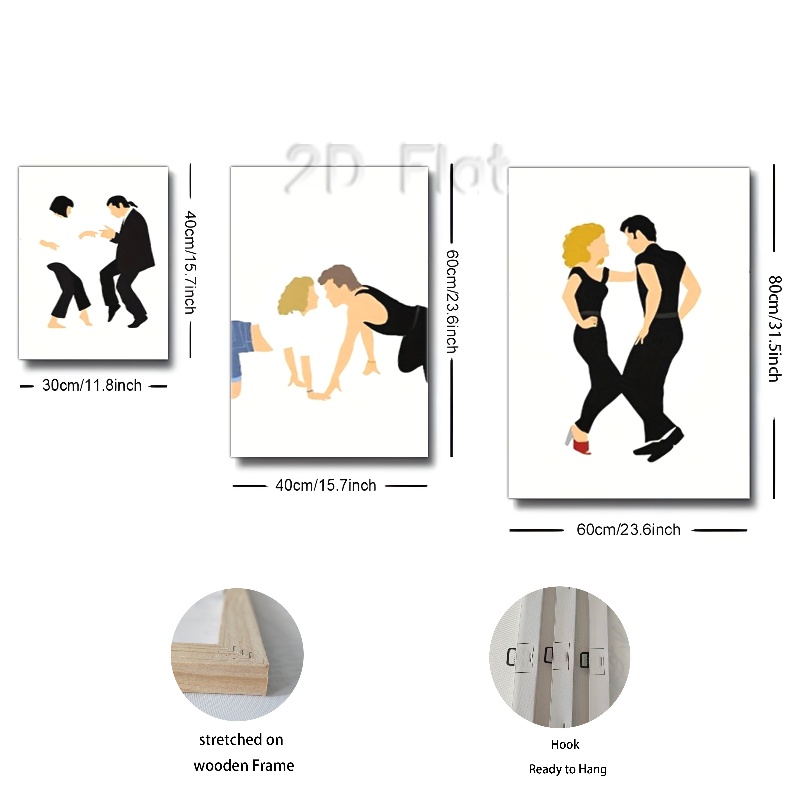 2D Flat
40cm/15.7inch
30cm/11.8inch
60cm/23.6inch
40cm/15.7inch
80cm/31.5inch
60cm/23.6inch
stretched on
wooden Frame
Hook
Ready to Hang